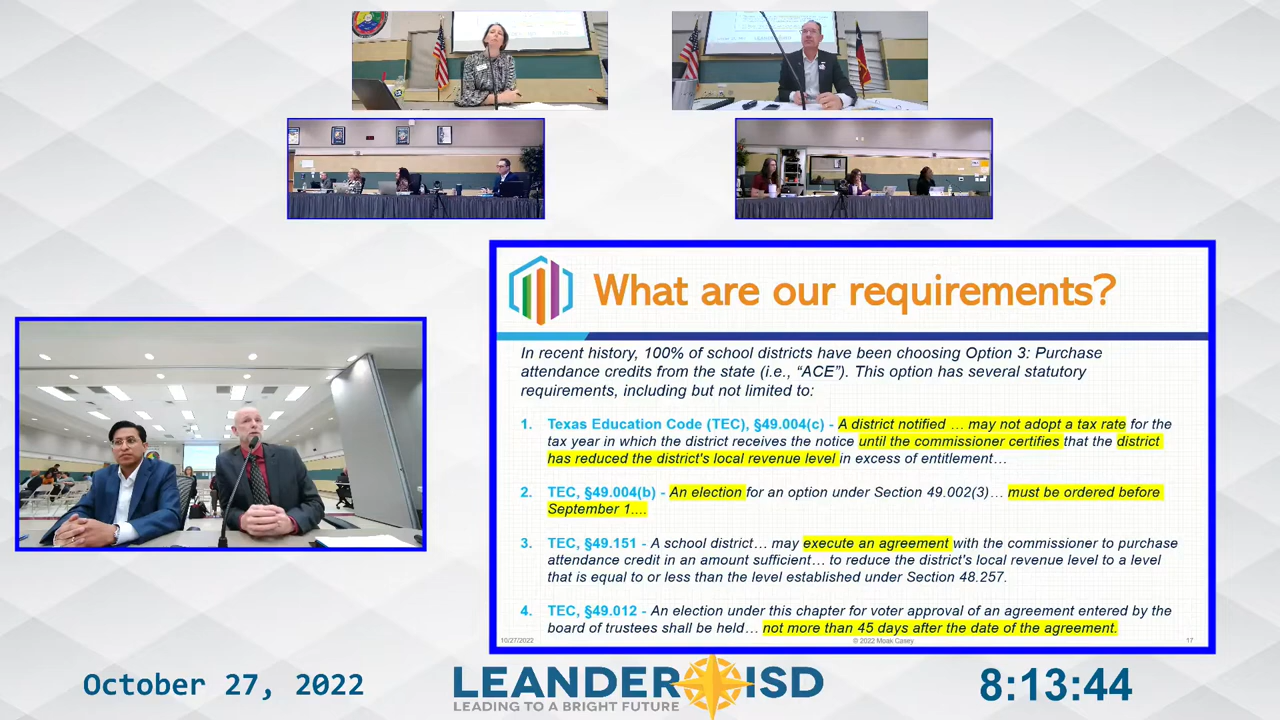 What are our requirements?
In recent history, 100% of school districts have been choosing Option 3: Purchase
attendance credits from the state (i.e., “ACE”). This option has several statutory
requirements, including but not limited to:
1. Texas Education Code (TEC), §49.004(c) - A district notified … may not adopt a tax rate for the
tax year in which the district receives the notice until the commissioner certifies that the district
has reduced the district's local revenue level in excess of entitlement…
2. TEC, §49.004(b) - An election for an option under Section 49.002(3)… must be ordered before
September 1….
3. TEC, §49.151 - A school district… may execute an agreement with the commissioner to purchase
attendance credit in an amount sufficient… to reduce the district's local revenue level to a level
that is equal to or less than the level established under Section 48.257.
4. TEC, §49.012 - An election under this chapter for voter approval of an agreement entered by the
board of trustees shall be held… not more than 45 days after the date of the agreement.
10/27/2022 © 2022 Moak Casey 17
October 27, 2022
LEANDER ISD
LEADING TO A BRIGHT FUTURE
8:13:44